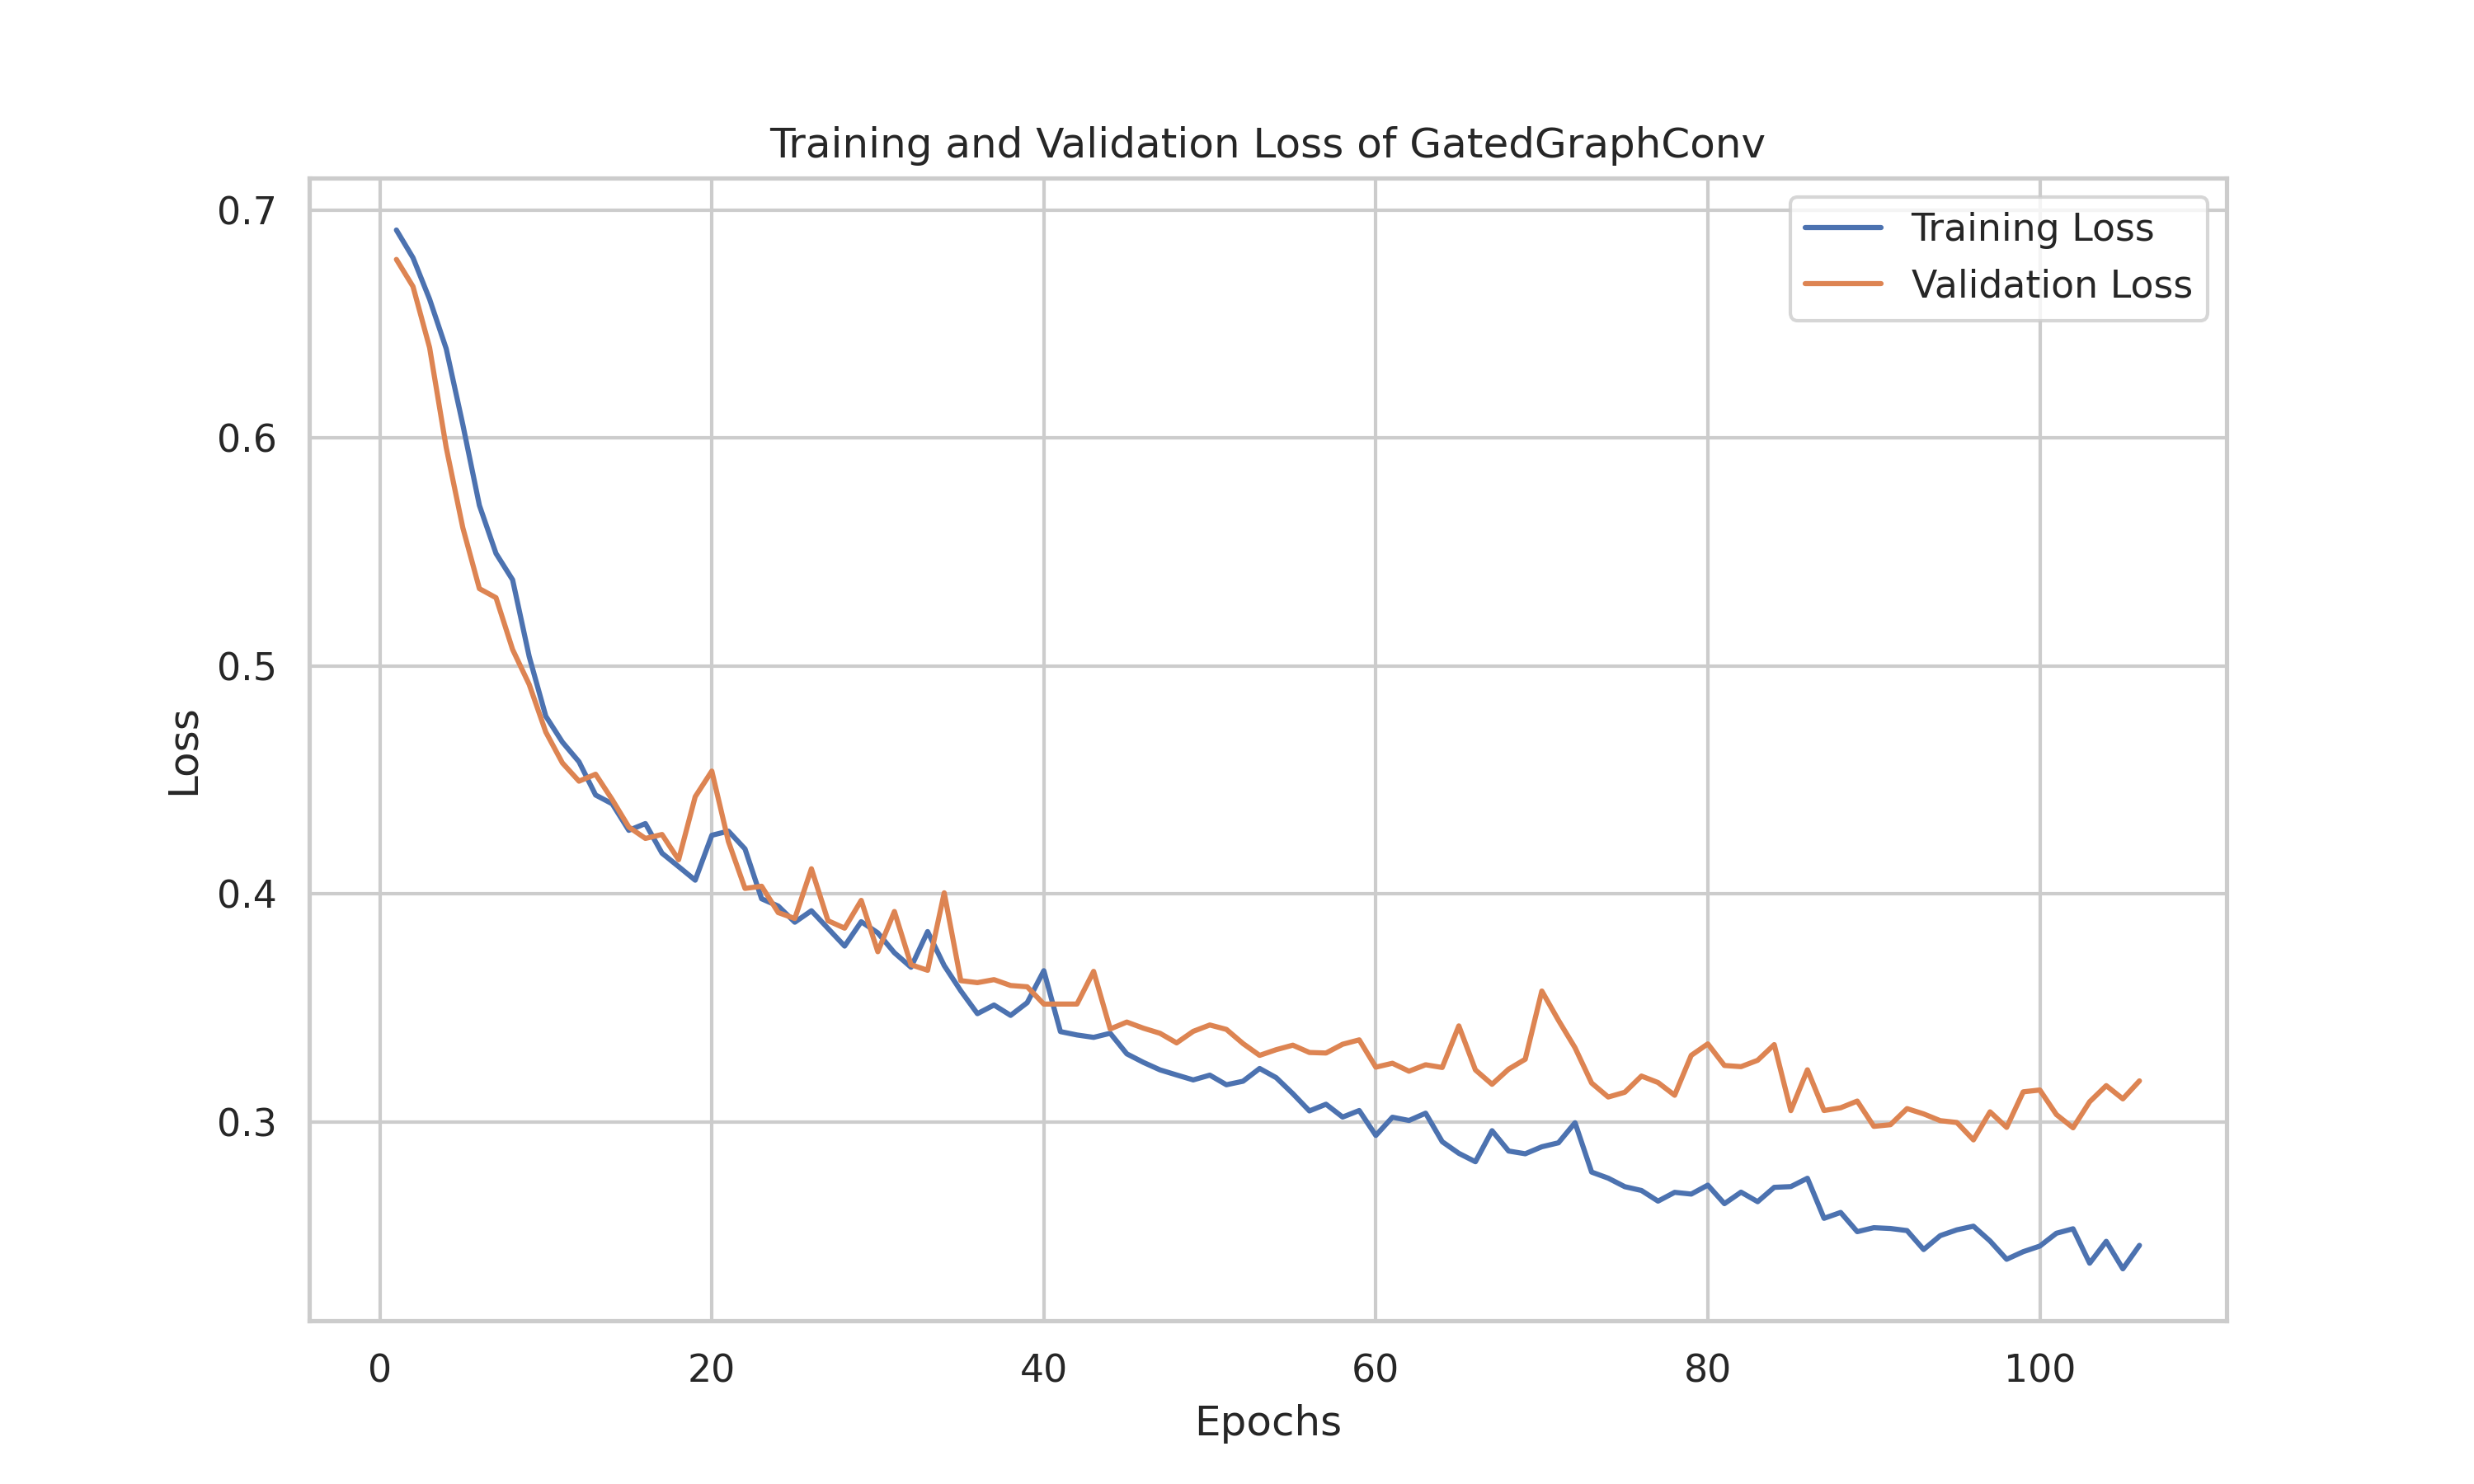 Training and Validation Loss of GatedGraphConv
Training Loss
Validation Loss
0.7
0.6
0.5
0.4
0.3
Loss
0
20
40
60
80
100
Epochs